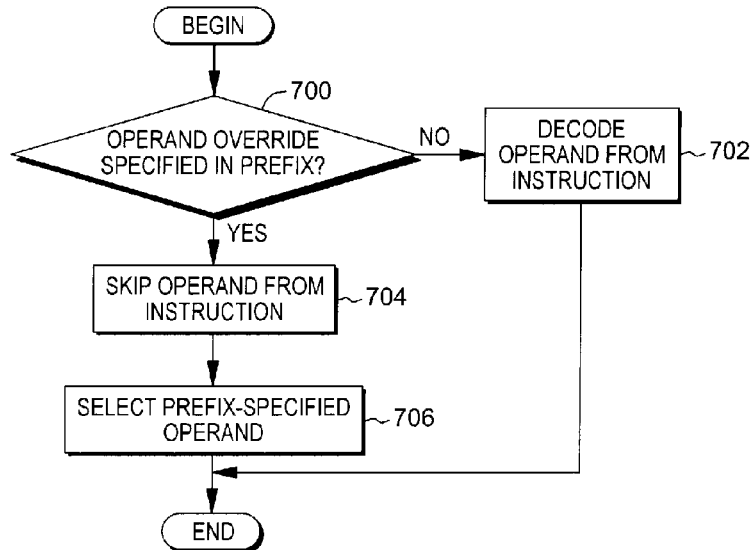 BEGIN
700
OPERAND OVERRIDE
SPECIFIED IN PREFIX?
NO
DECODE
OPERAND FROM
INSTRUCTION
702
YES
SKIP OPERAND FROM
INSTRUCTION
704
SELECT PREFIX-SPECIFIED
OPERAND
706
END